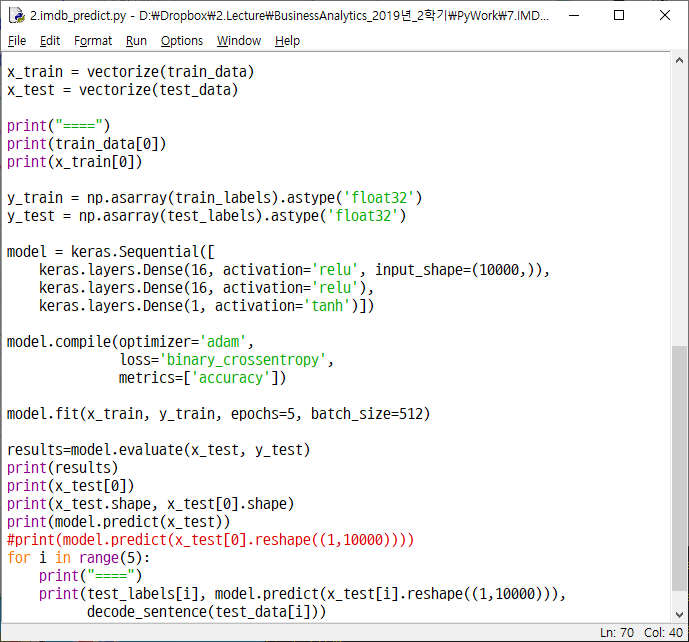 2.imdb_predict.py - D:₩Dropbox₩2.Lecture₩BusinessAnalytics_2019년_2학기₩PyWork₩7.IMD...
File Edit Format Run Options Window Help
x_train = vectorize(train_data)
x_test = vectorize(test_data)
print("====")
print(train_data[0])
print(x_train[0])
y_train = np.asarray(train_labels).astype('float32')
y_test = np.asarray(test_labels).astype('float32')
model = keras.Sequential([
    keras.layers.Dense(16, activation='relu', input_shape=(10000,)),
    keras.layers.Dense(16, activation='relu'),
    keras.layers.Dense(1, activation='tanh')])
model.compile(optimizer='adam',
              loss='binary_crossentropy',
              metrics=['accuracy'])
model.fit(x_train, y_train, epochs=5, batch_size=512)
results=model.evaluate(x_test, y_test)
print(results)
print(x_test[0])
print(x_test.shape, x_test[0].shape)
print(model.predict(x_test))
#print(model.predict(x_test[0].reshape((1,10000))))
for i in range(5):
    print("====")
    print(test_labels[i], model.predict(x_test[i].reshape((1,10000))),
          decode_sentence(test_data[i]))
Ln: 70 Col: 40